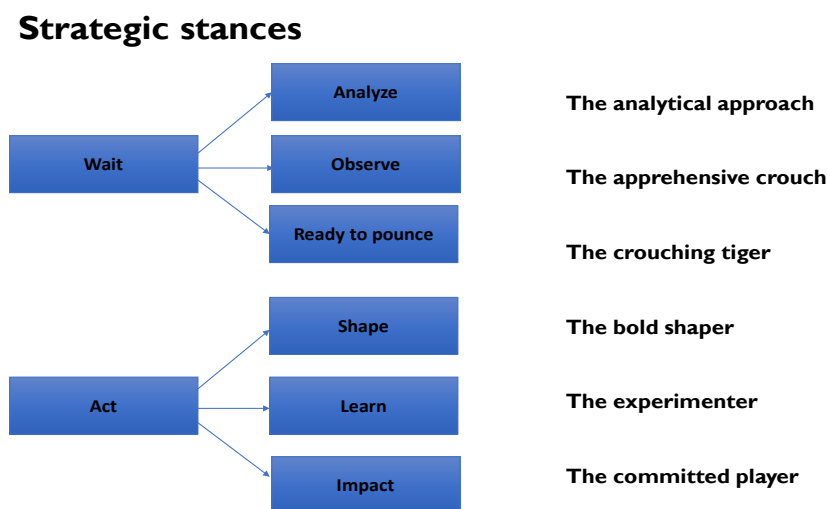 Strategic stances
Analyze
The analytical approach
Wait
Observe
The apprehensive crouch
Ready to pounce
The crouching tiger
Shape
The bold shaper
Act
Learn
The experimenter
Impact
The committed player